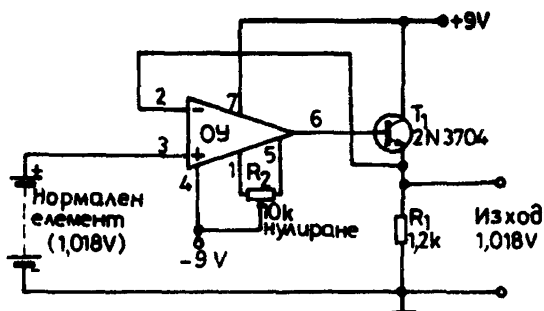 +9V
2
7
T1
6
2N3704
ОУ
3
1
5
4
R2
10k
нулиране
-9V
Нормален
елемент
(1,018V)
R1
1,2k
Изход
1,018V